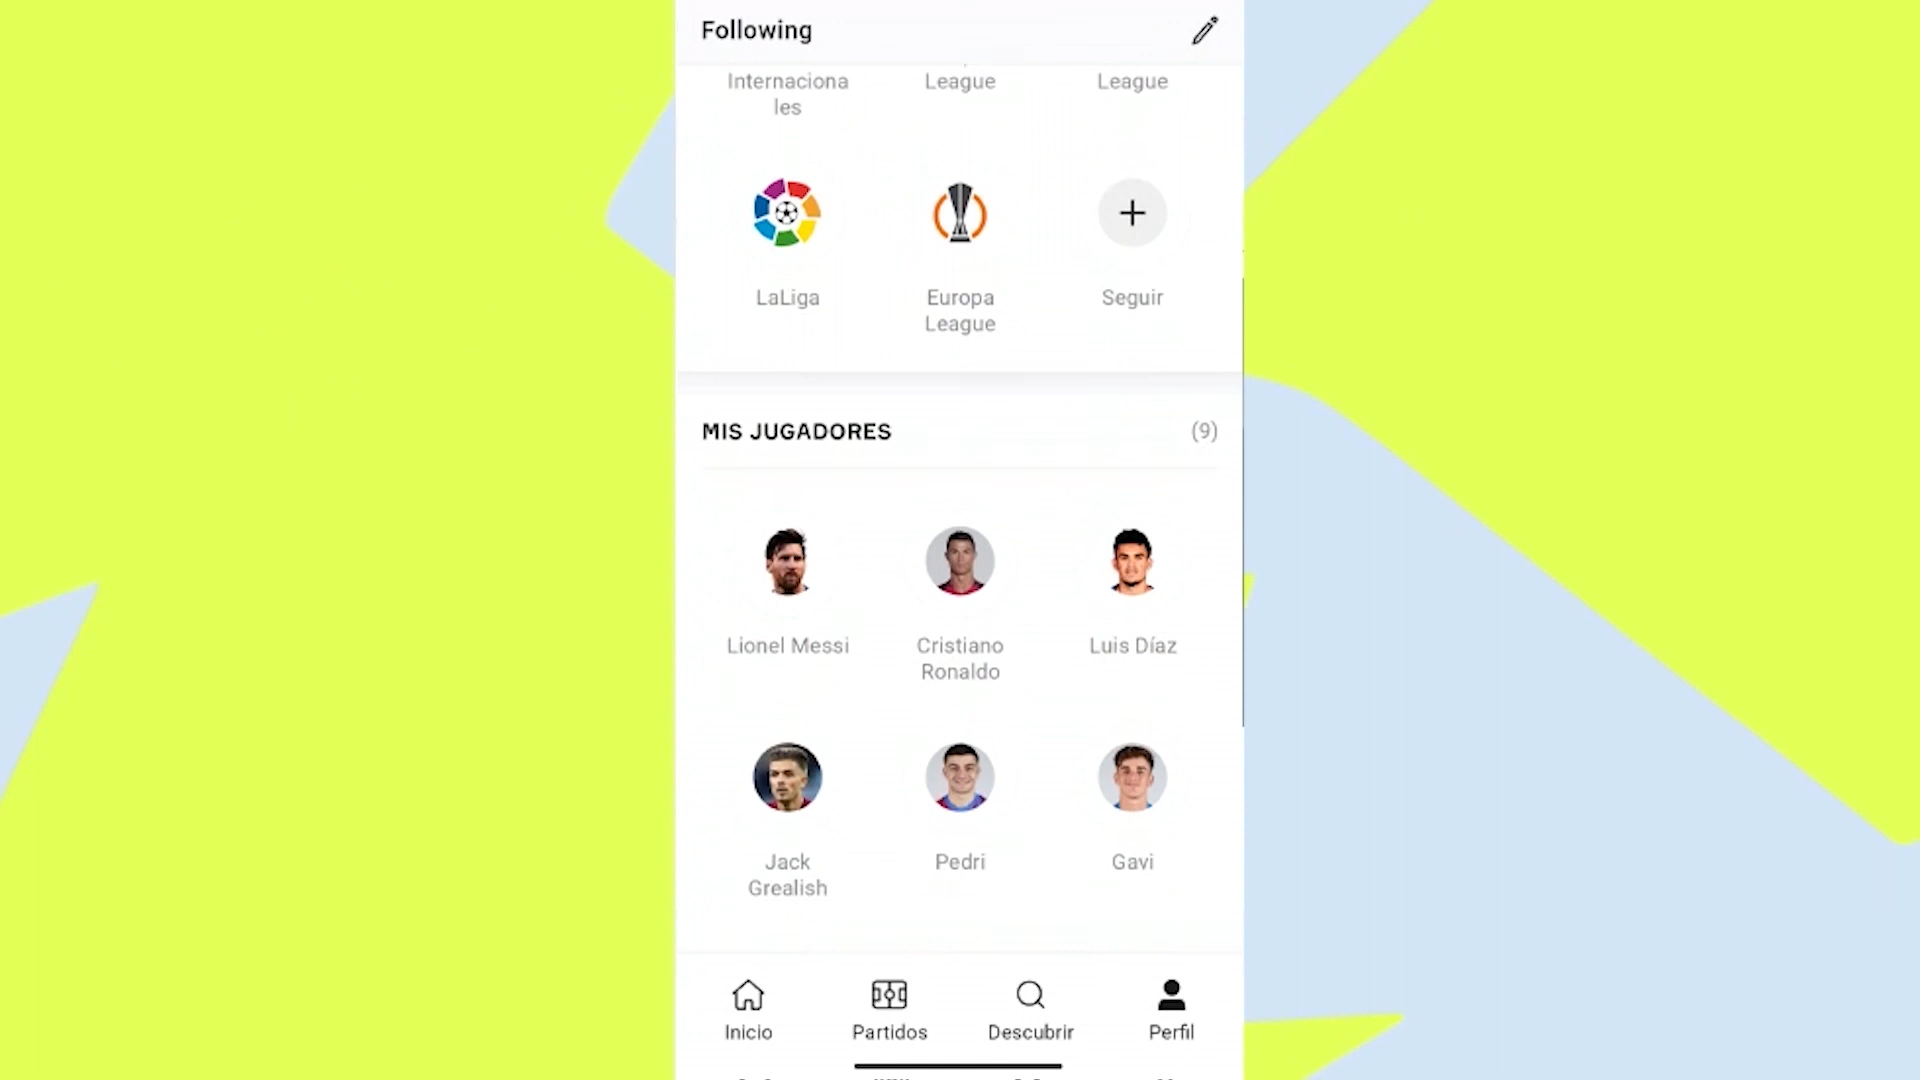 Following
Internaciona
les
League
League
LaLiga
Europa
League
Seguir
MIS JUGADORES
(9)
Lionel Messi
Cristiano
Ronaldo
Luis Díaz
Jack
Grealish
Pedri
Gavi
Inicio
Partidos
Descubrir
Perfil